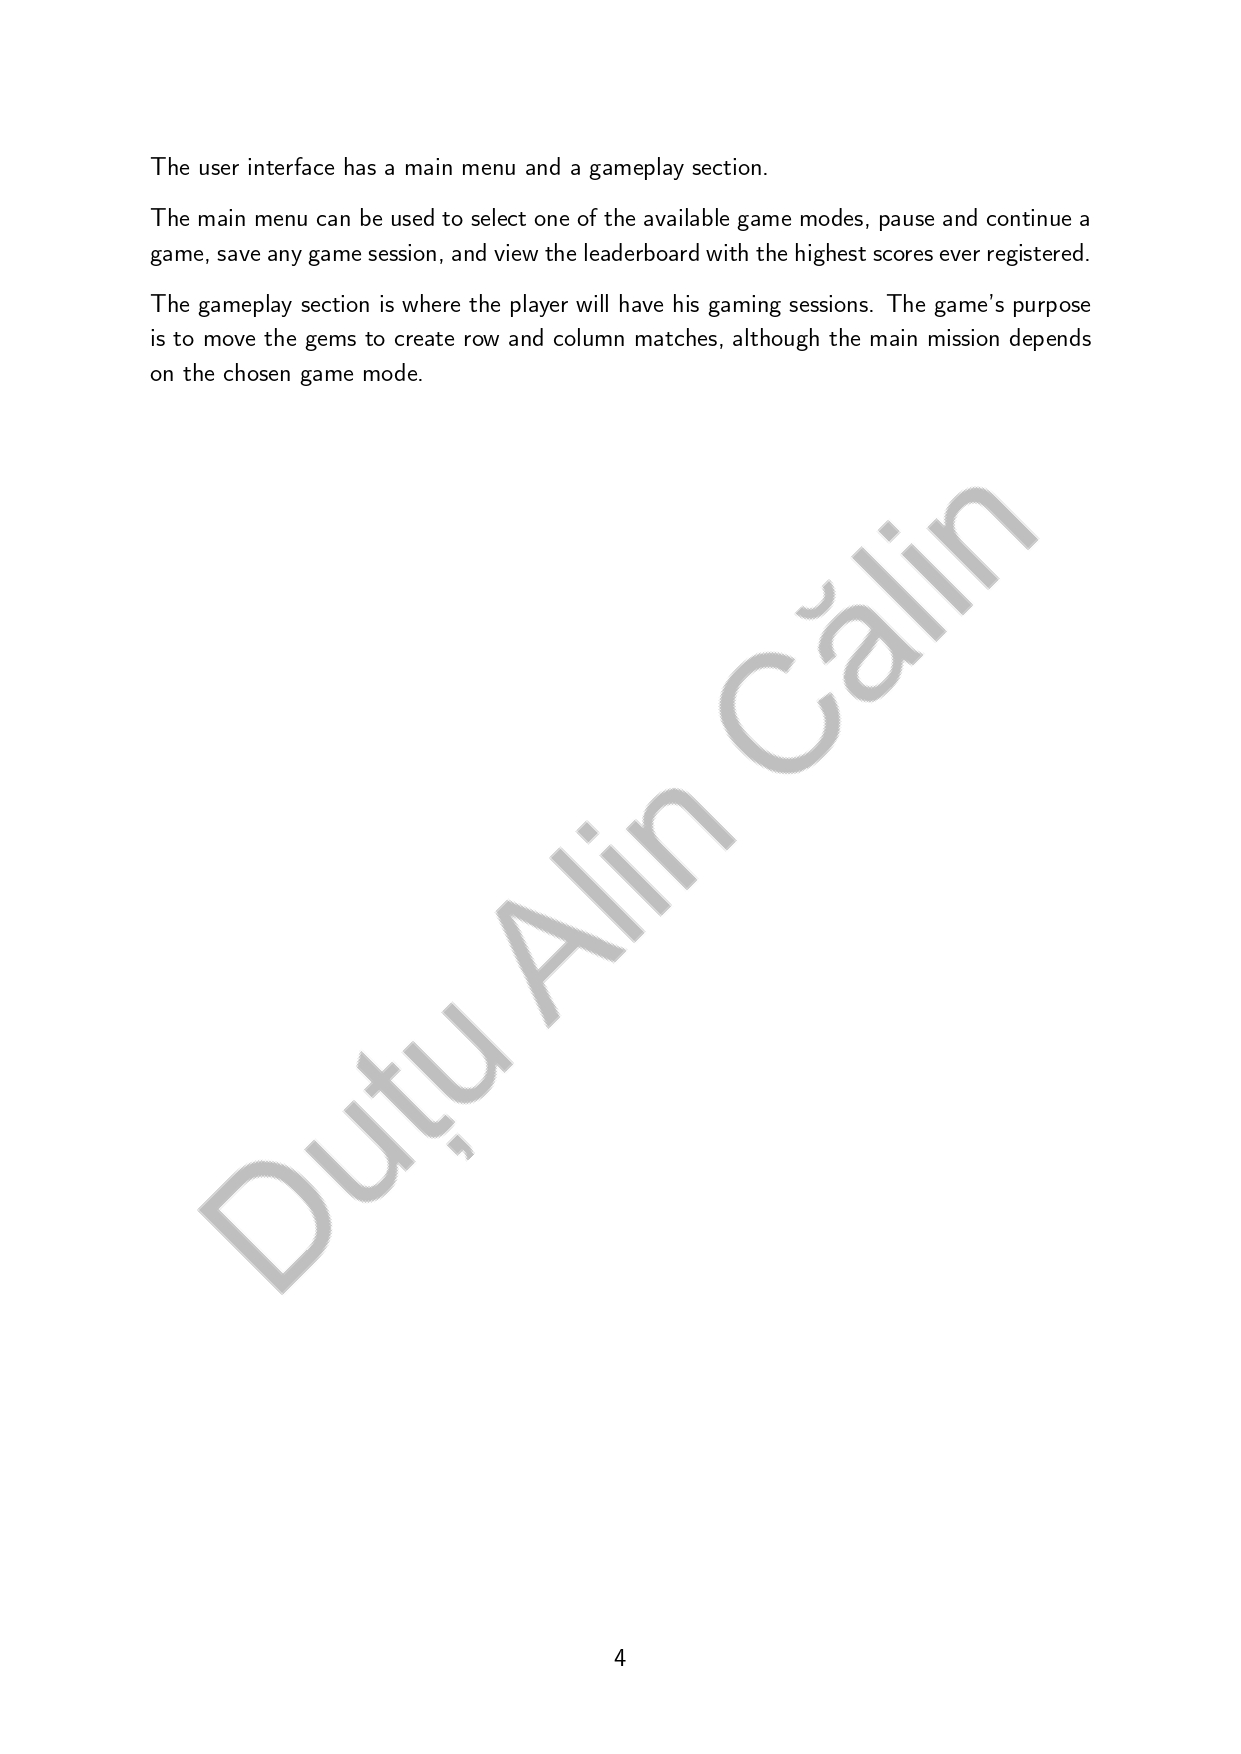 The user interface has a main menu and a gameplay section.
The main menu can be used to select one of the available game modes, pause and continue a
game, save any game session, and view the leaderboard with the highest scores ever registered.
The gameplay section is where the player will have his gaming sessions. The game's purpose
is to move the gems to create row and column matches, although the main mission depends
on the chosen game mode.
Duțu Alin Călin
4